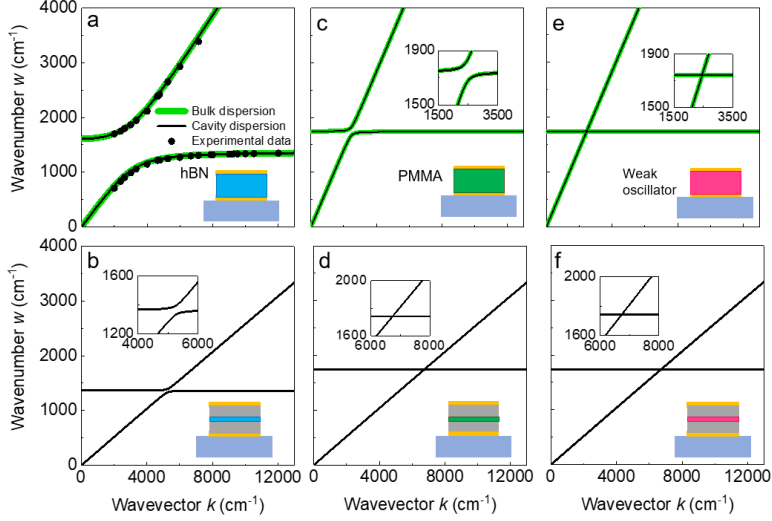 a
c
e
4000
3000
2000
1000
0
Wavenumber w (cm⁻¹)
Bulk dispersion
Cavity dispersion
Experimental data
hBN
1900
1500
1500
3500
PMMA
1900
1500
1500
3500
Weak
oscillator
b
d
f
4000
3000
2000
1000
0
Wavenumber w (cm⁻¹)
1600
1200
4000
6000
2000
1600
6000
8000
2000
1600
6000
8000
0 4000 8000 12000
0 4000 8000 12000
0 4000 8000 12000
Wavevector k (cm⁻¹)
Wavevector k (cm⁻¹)
Wavevector k (cm⁻¹)